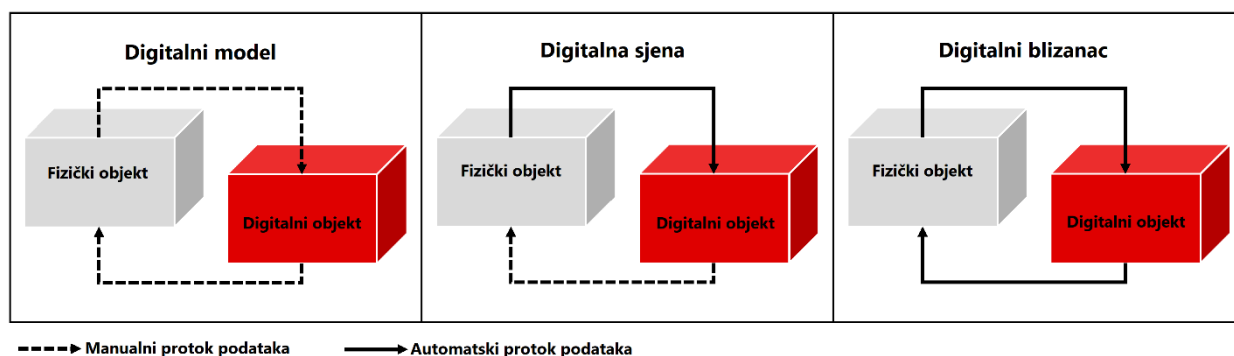 Digitalni model
Fizički objekt
Digitalni objekt
Digitalna sjena
Fizički objekt
Digitalni objekt
Digitalni blizanac
Fizički objekt
Digitalni objekt
Manualni protok podataka
Automatski protok podataka